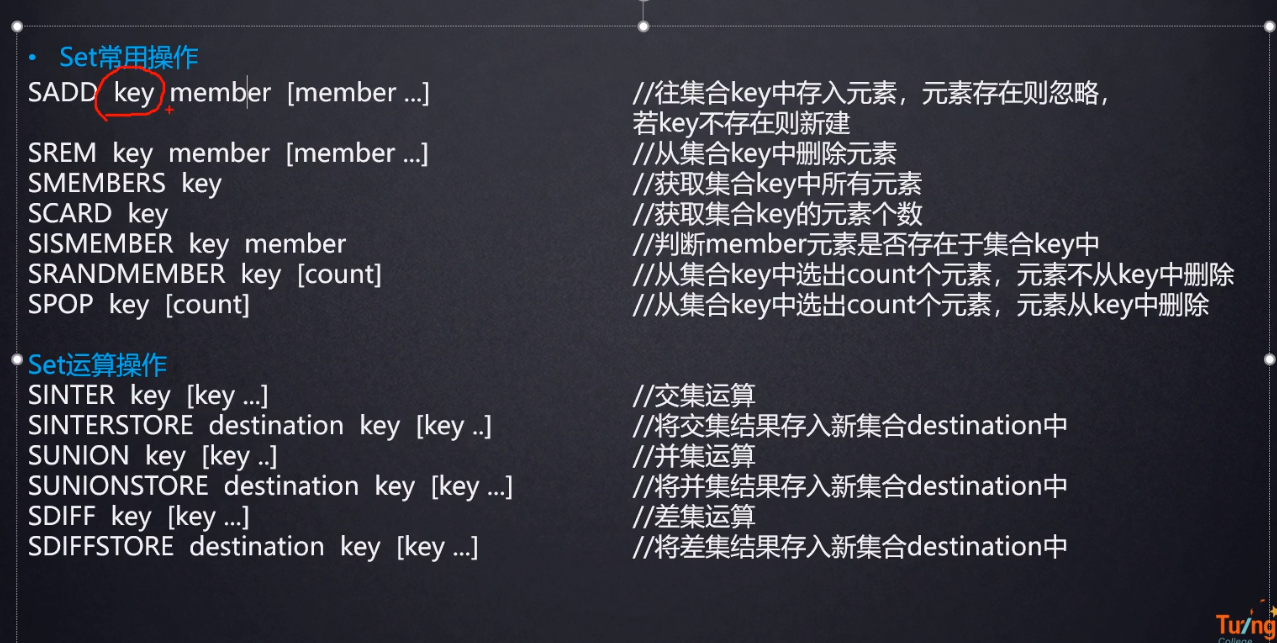 • Set常用操作
SADD key member [member ...] //往集合key中存入元素，元素存在则忽略，
若key不存在则新建
SREM key member [member ...] //从集合key中删除元素
SMEMBERS key //获取集合key中所有元素
SCARD key //获取集合key的元素个数
SISMEMBER key member //判断member元素是否存在于集合key中
SRANDMEMBER key [count] //从集合key中选出count个元素，元素不从key中删除
SPOP key [count] //从集合key中选出count个元素，元素从key中删除
Set运算操作
SINTER key [key ...] //交集运算
SINTERSTORE destination key [key ..] //将交集结果存入新集合destination中
SUNION key [key ..] //并集运算
SUNIONSTORE destination key [key ...] //将并集结果存入新集合destination中
SDIFF key [key ...] //差集运算
SDIFFSTORE destination key [key ...] //将差集结果存入新集合destination中
Tuling
College